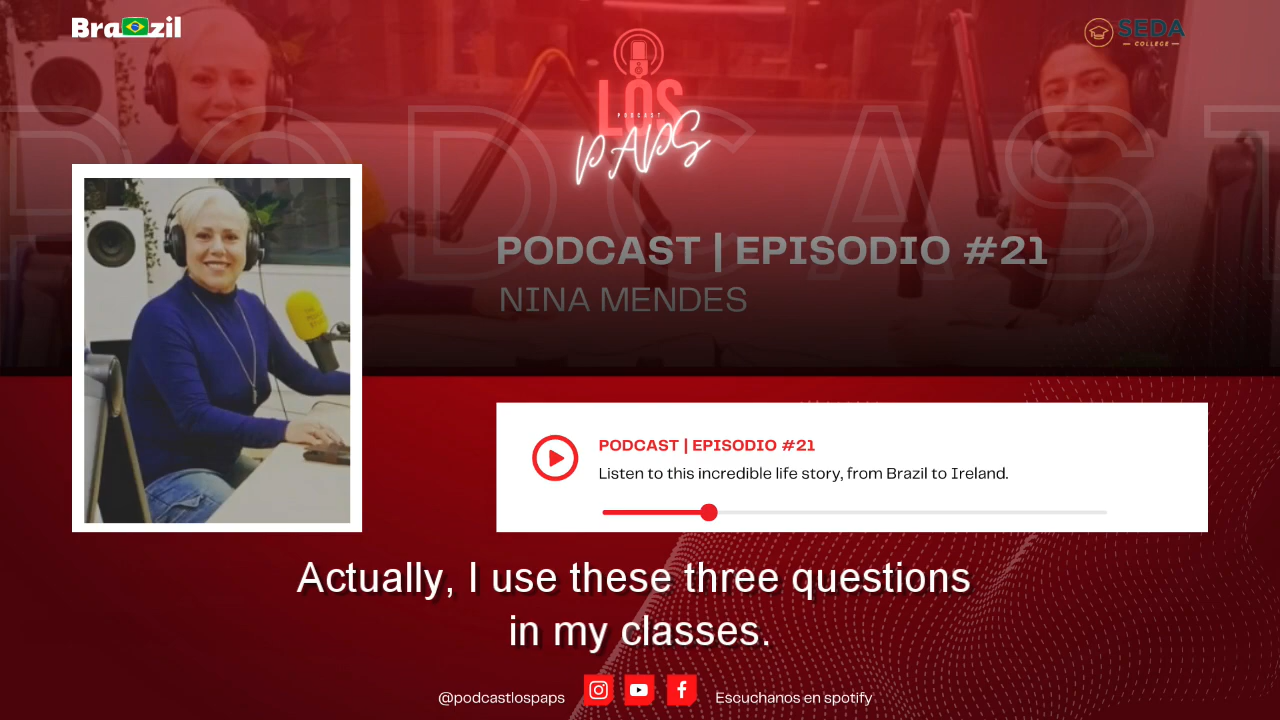 Brazil
SEDA
COLLEGE
LOS
PODCAST
PAPS
PODCAST
PODCAST | EPISODIO #21
NINA MENDES
PODCAST | EPISODIO #21
Listen to this incredible life story, from Brazil to Ireland.
Actually, I use these three questions
in my classes.
@podcastlospaps
Escuchanos en spotify